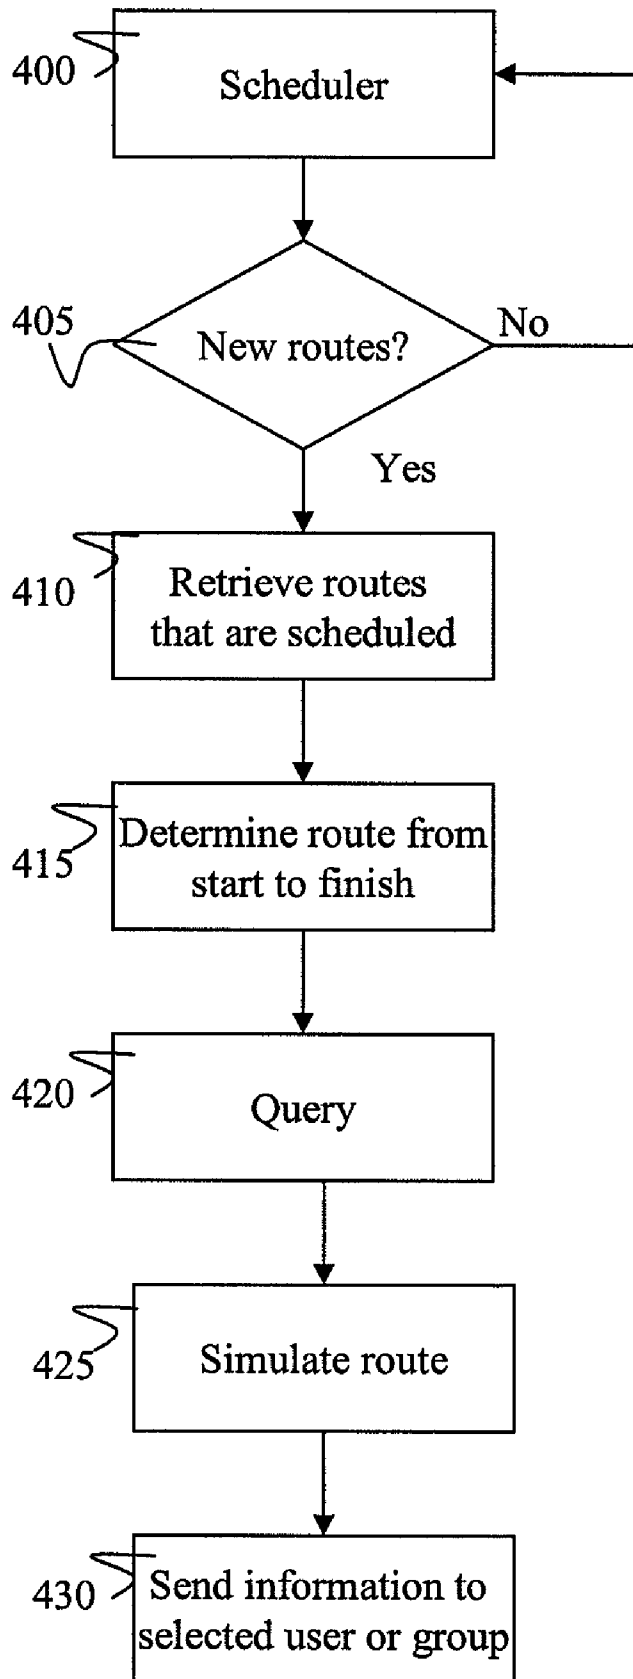 400
Scheduler
405
New routes?
No
Yes
410
Retrieve routes
that are scheduled
415
Determine route from
start to finish
420
Query
425
Simulate route
430
Send information to
selected user or group